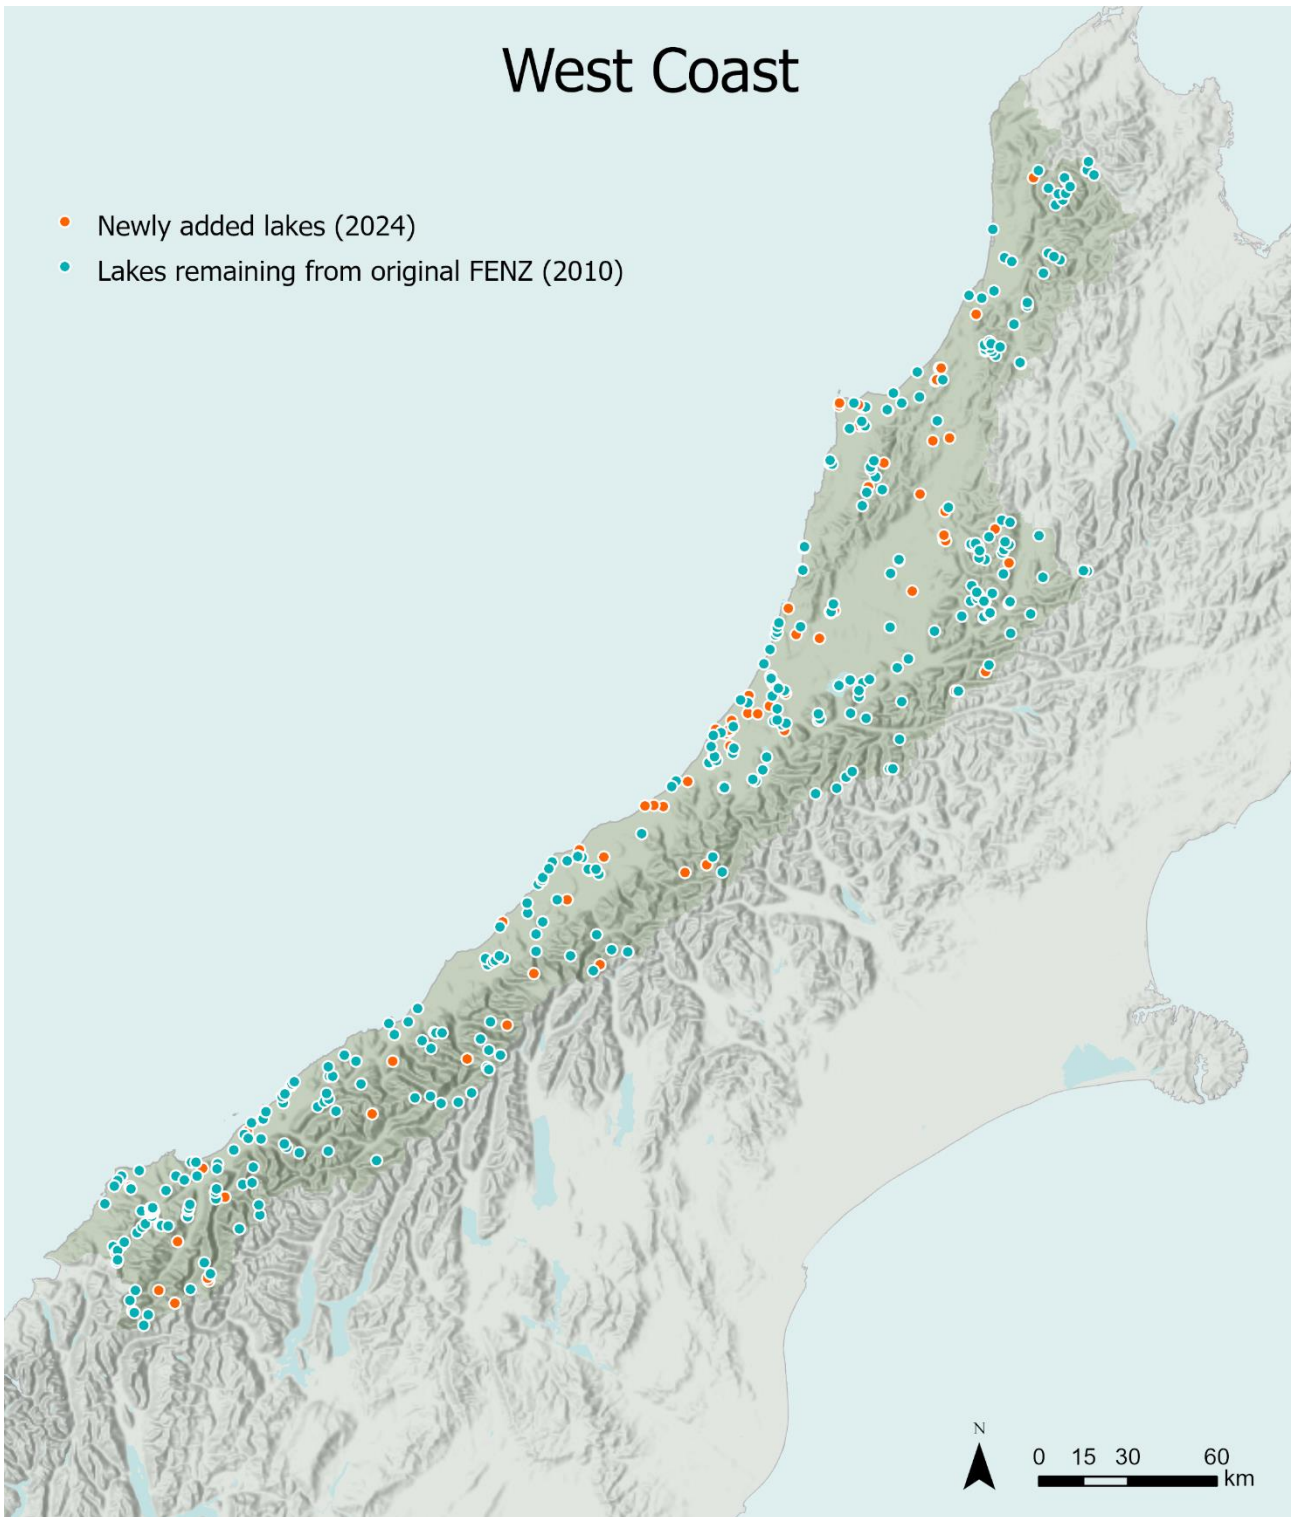 West Coast
Newly added lakes (2024)
Lakes remaining from original FENZ (2010)
N
0 15 30 60
km